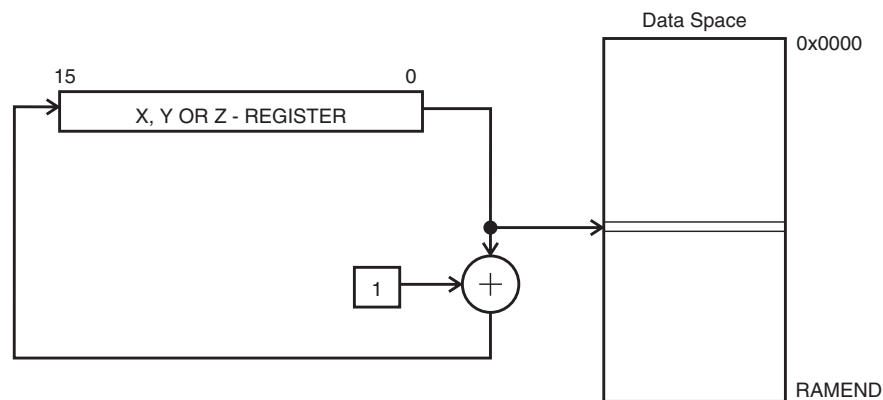 Data Space
0x0000
15
0
X, Y OR Z - REGISTER
1
+
RAMEND